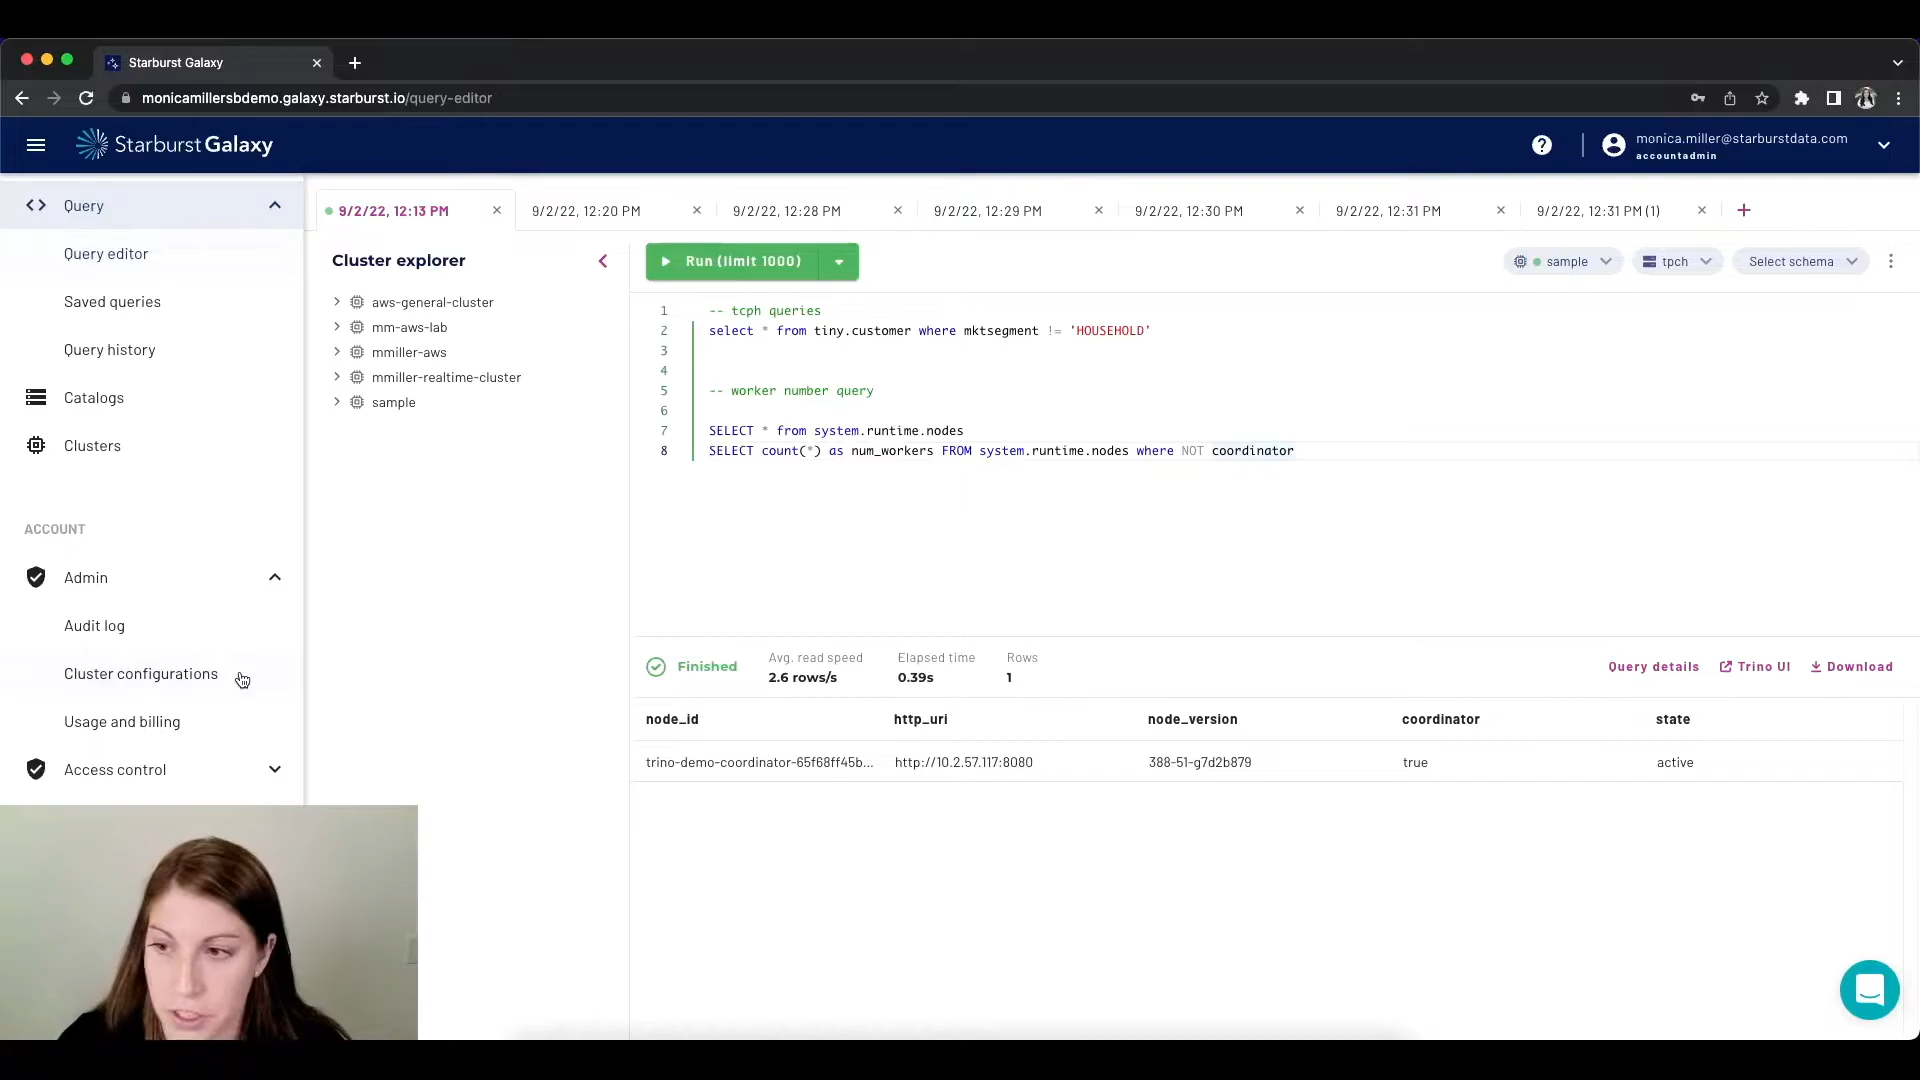 Starburst Galaxy
monicamillersbdemo.galaxy.starburst.io/query-editor
Starburst Galaxy
monica.miller@starburstdata.com
accountadmin
Query
Query editor
Saved queries
Query history
Catalogs
Clusters
ACCOUNT
Admin
Audit log
Cluster configurations
Usage and billing
Access control
9/2/22, 12:13 PM
9/2/22, 12:20 PM
9/2/22, 12:28 PM
9/2/22, 12:29 PM
9/2/22, 12:30 PM
9/2/22, 12:31 PM
9/2/22, 12:31 PM (1)
Cluster explorer
aws-general-cluster
mm-aws-lab
mmiller-aws
mmiller-realtime-cluster
sample
Run (limit 1000)
sample
tpch
Select schema
1 -- tcph queries
2 select * from tiny.customer where mktsegment != 'HOUSEHOLD'
3
4
5 -- worker number query
6
7 SELECT * from system.runtime.nodes
8 SELECT count(*) as num_workers FROM system.runtime.nodes where NOT coordinator
Finished
Avg. read speed
2.6 rows/s
Elapsed time
0.39s
Rows
1
Query details
Trino UI
Download
node_id http_uri node_version coordinator state
trino-demo-coordinator-65f68ff45b... http://10.2.57.117:8080 388-51-g7d2b879 true active